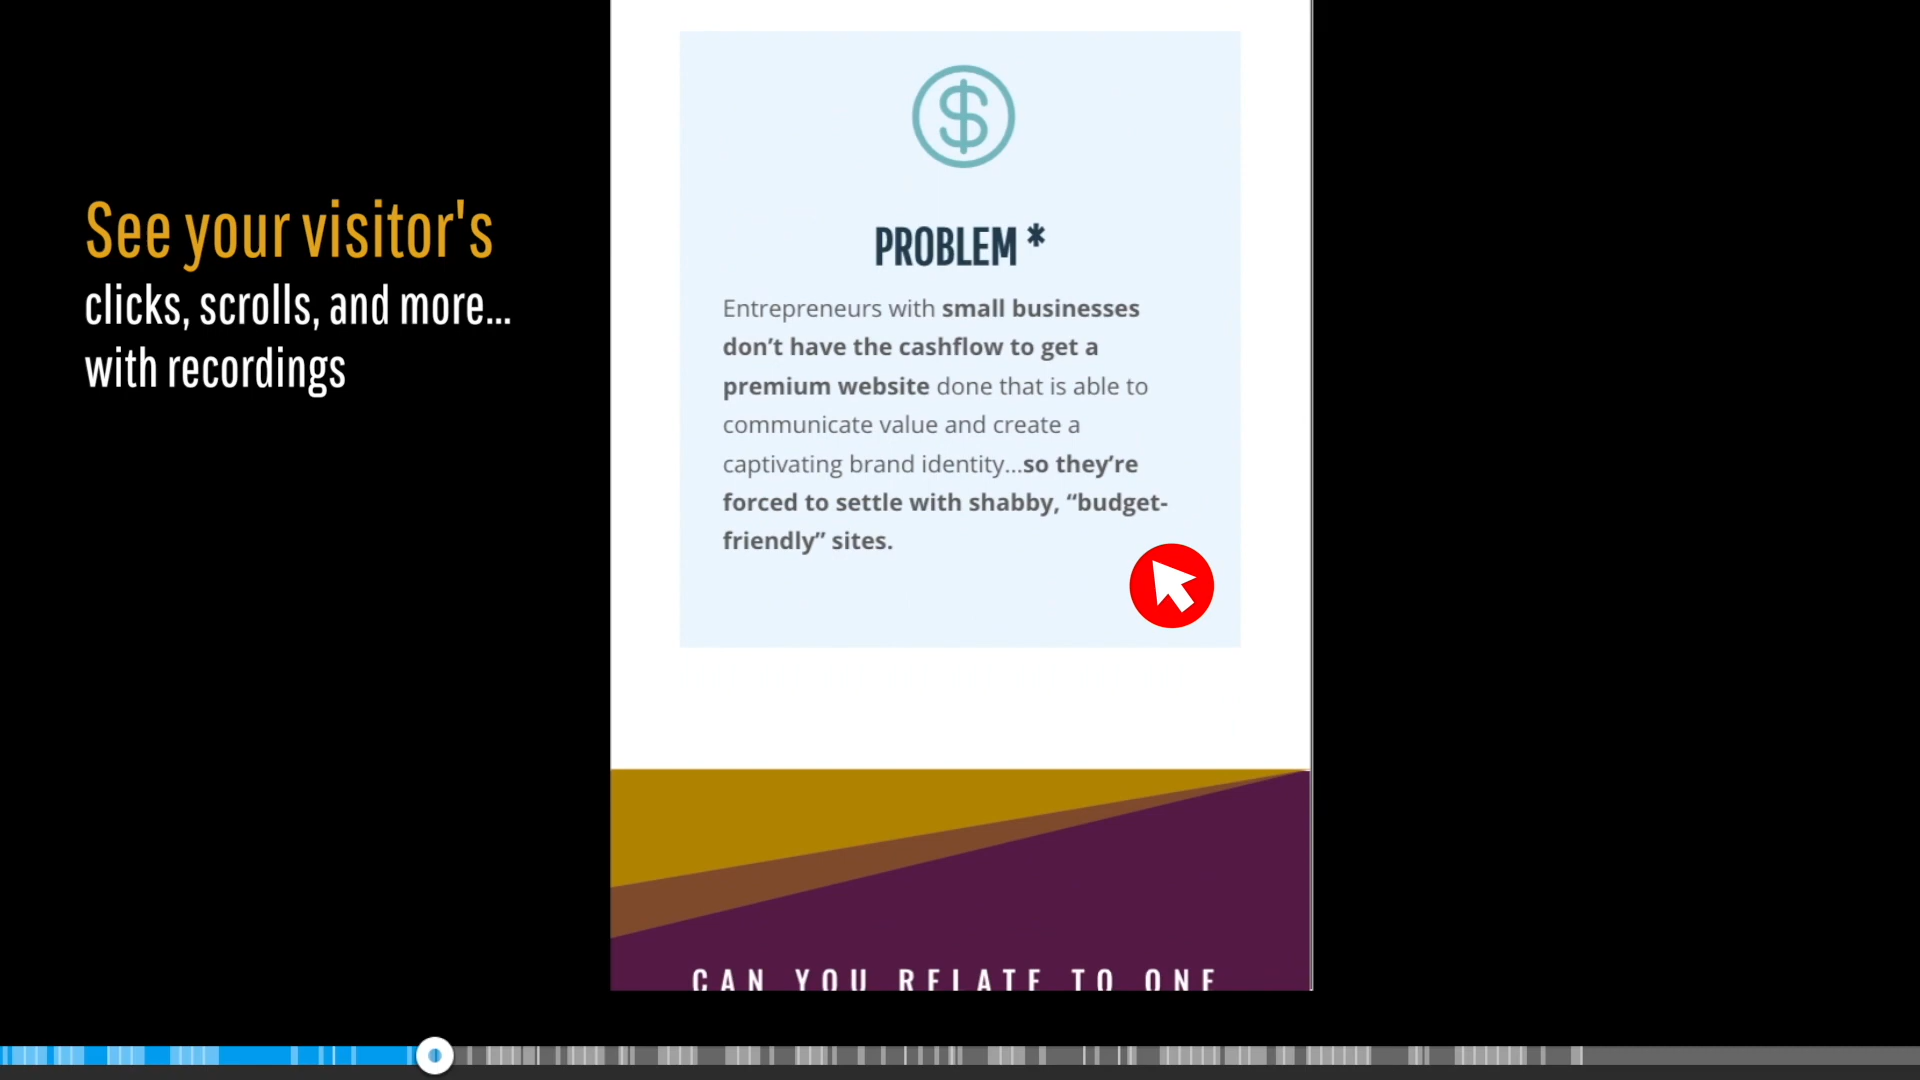 See your visitor's
clicks, scrolls, and more...
with recordings
$
PROBLEM *
Entrepreneurs with small businesses
don’t have the cashflow to get a
premium website done that is able to
communicate value and create a
captivating brand identity...so they’re
forced to settle with shabby, “budget-
friendly” sites.
CAN YOU RELATE TO ONE